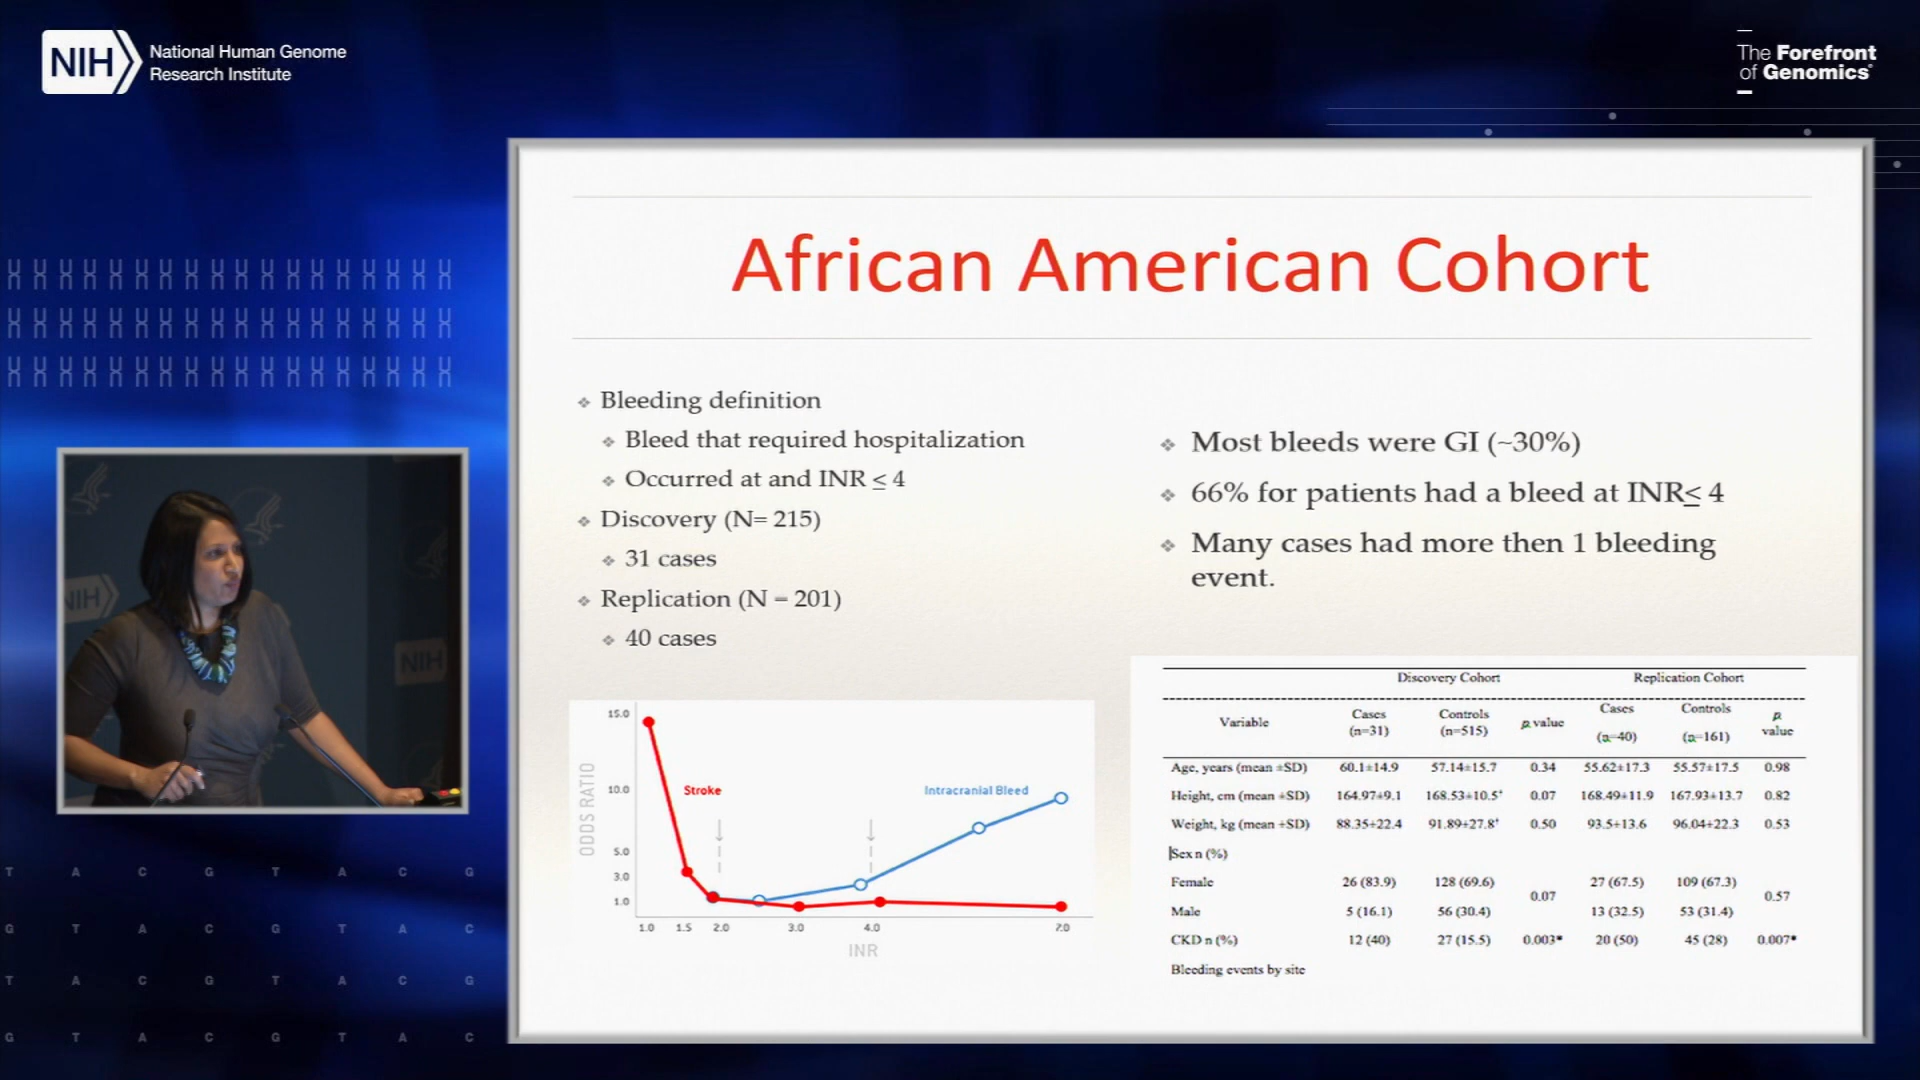 NIH National Human Genome
Research Institute
The Forefront
of Genomics®
African American Cohort
Bleeding definition
Bleed that required hospitalization
Occurred at and INR ≤ 4
Discovery (N= 215)
31 cases
Replication (N = 201)
40 cases
Most bleeds were GI (~30%)
66% for patients had a bleed at INR≤ 4
Many cases had more then 1 bleeding
event.
15.0
10.0
5.0
3.0
1.0
ODDS RATIO
Stroke
Intracranial Bleed
1.0 1.5 2.0 3.0 4.0 7.0
INR
Discovery Cohort Replication Cohort
Variable Cases (n=31) Controls (n=515) p value Cases (n=40) Controls (n=161) p value
Age, years (mean ±SD) 60.1±14.9 57.14±15.7 0.34 55.62±17.3 55.57±17.5 0.98
Height, cm (mean ±SD) 164.97±9.1 168.53±10.5 0.07 168.49±11.9 167.93±13.7 0.82
Weight, kg (mean ±SD) 88.35±22.4 91.89±27.8 0.50 93.5±13.6 96.04±22.3 0.53
Sex n (%)
Female 26 (83.9) 128 (69.6) 27 (67.5) 109 (67.3)
0.07 0.57
Male 5 (16.1) 56 (30.4) 13 (32.5) 53 (31.4)
CKD n (%) 12 (40) 27 (15.5) 0.003* 20 (50) 45 (28) 0.007*
Bleeding events by site
NIH
NIH
T A C G T A C G
G T A C G T A C
T A C G T A C G
G T A C G T A C